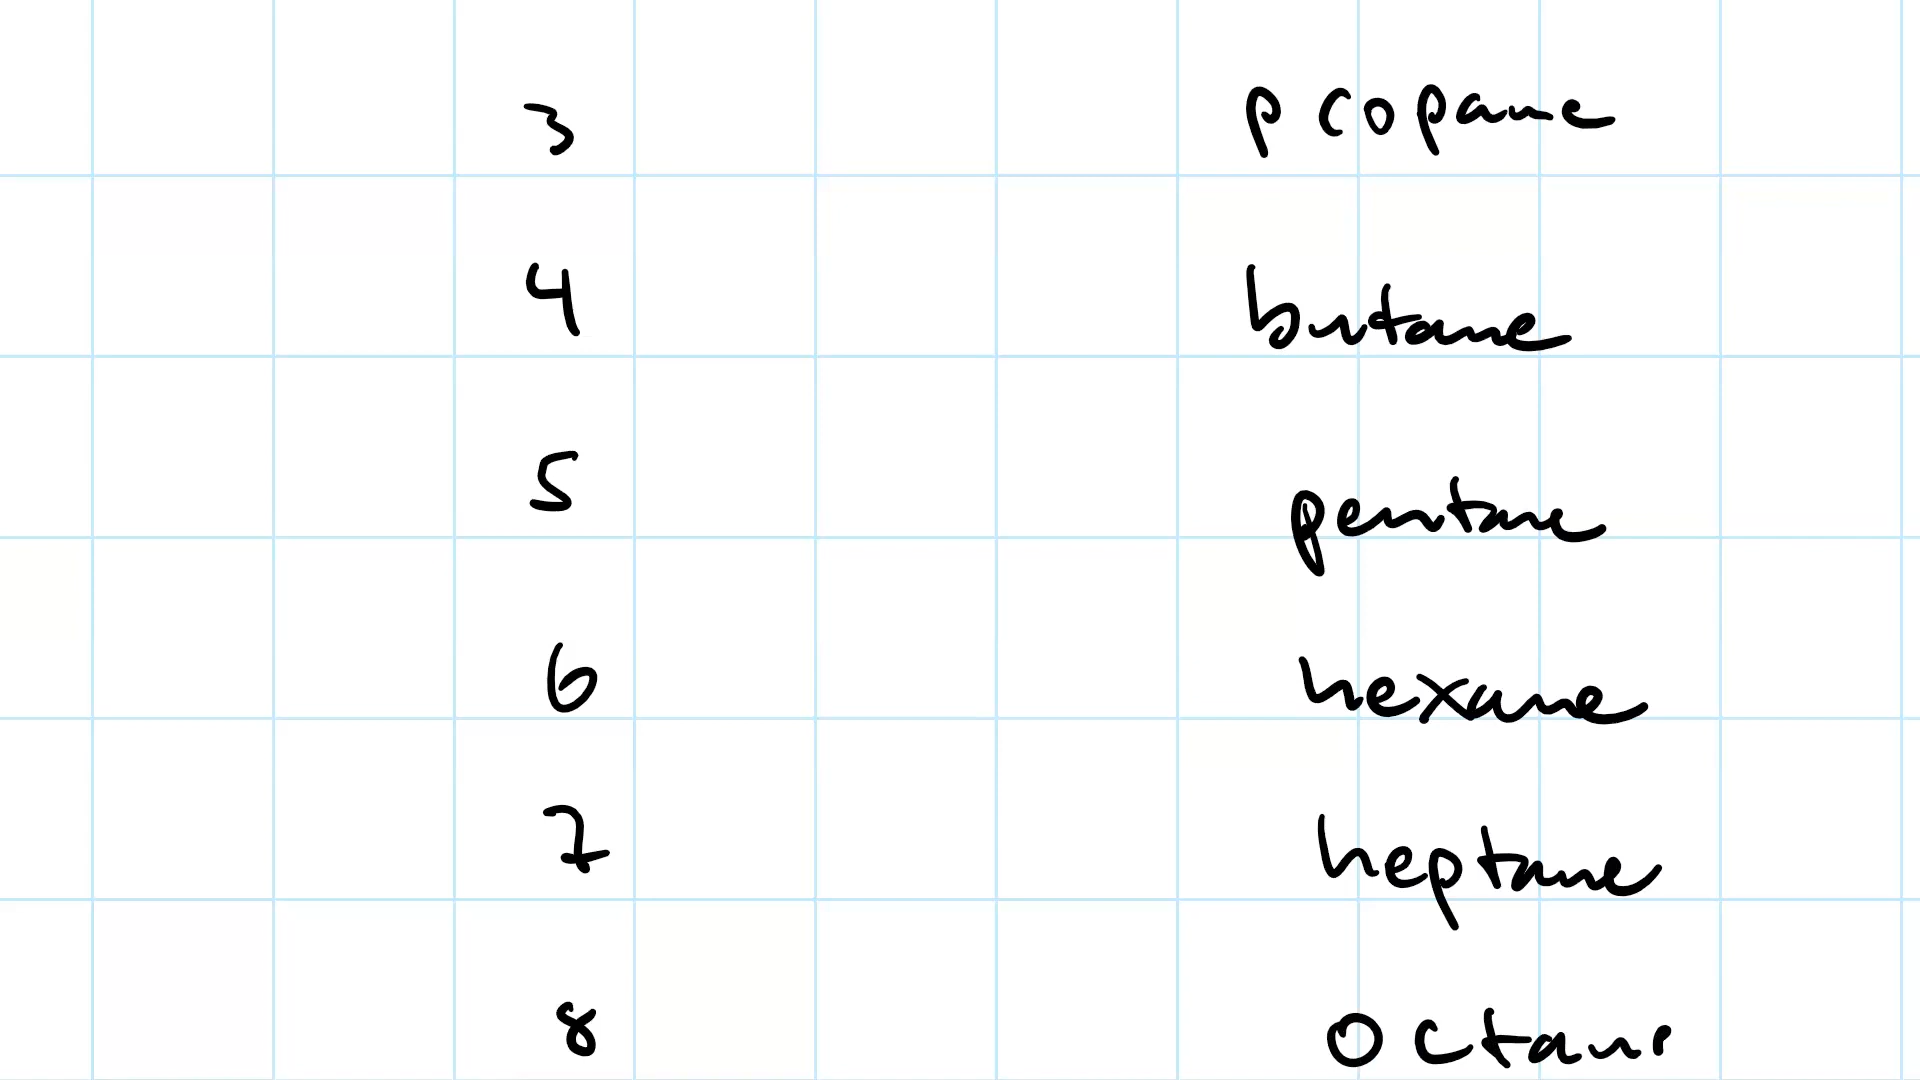 3 propane
4 butane
5 pentane
6 hexane
7 heptane
8 octane